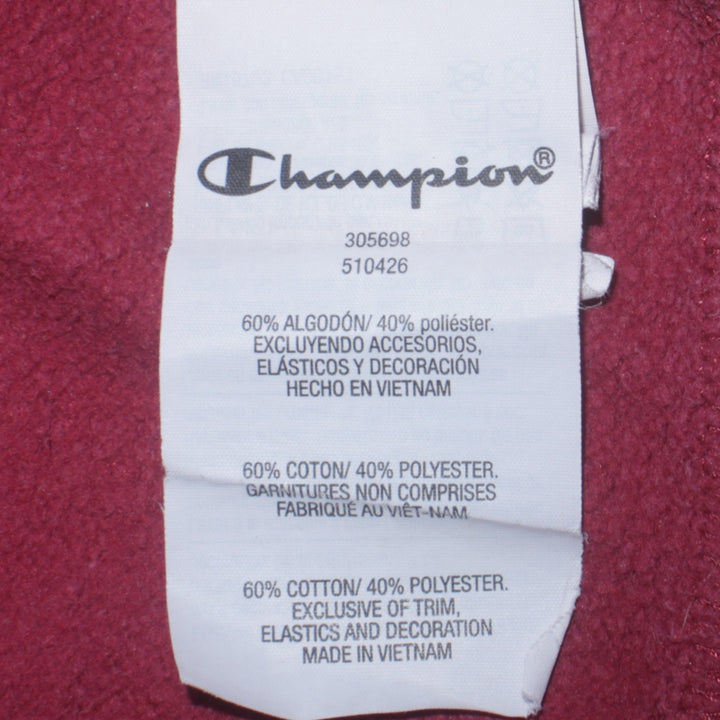 Champion®
305698
510426
60% ALGODÓN/ 40% poliéster.
EXCLUYENDO ACCESORIOS,
ELÁSTICOS Y DECORACIÓN
HECHO EN VIETNAM
60% COTON/ 40% POLYESTER.
GARNITURES NON COMPRISES
FABRIQUÉ AU VIÊT-NAM
60% COTTON/ 40% POLYESTER.
EXCLUSIVE OF TRIM,
ELASTICS AND DECORATION
MADE IN VIETNAM